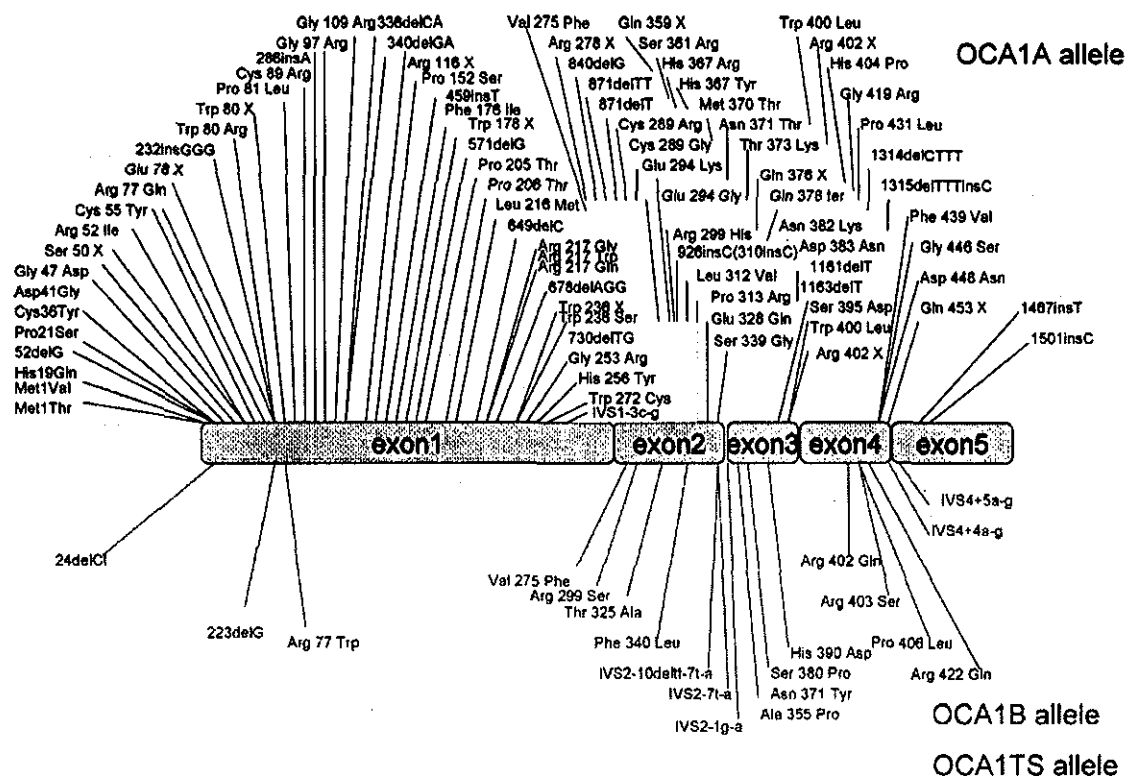 OCA1A allele
Met1Thr
Met1Val
His19Gln
52delG
Pro21Ser
Cys36Tyr
Asp41Gly
Gly 47 Asp
Ser 50 X
Arg 52 Ile
Cys 55 Tyr
Arg 77 Gln
Glu 78 X
232insGGG
Trp 80 Arg
Trp 80 X
Pro 81 Leu
Cys 89 Arg
286insA
Gly 97 Arg
Gly 109 Arg
336delCA
340delGA
Arg 116 X
Pro 152 Ser
459insT
Phe 176 Ile
Trp 178 X
571delG
Pro 205 Thr
Pro 206 Thr
Leu 216 Met
649delC
Arg 217 Gly
Arg 217 Trp
Arg 217 Gln
678delAGG
Trp 236 X
Trp 236 Ser
730delTG
Gly 253 Arg
His 256 Tyr
Trp 272 Cys
IVS1-3c-g
Val 275 Phe
Arg 278 X
840delG
871delTT
871delT
Cys 289 Arg
Cys 289 Gly
Glu 294 Lys
Glu 294 Gly
Arg 299 His
926insC(310insC)
Leu 312 Val
Pro 313 Arg
Glu 328 Gln
Ser 339 Gly
Gln 359 X
Ser 361 Arg
His 367 Arg
His 367 Tyr
Met 370 Thr
Asn 371 Thr
Thr 373 Lys
Gln 376 X
Gln 378 ter
Asn 382 Lys
Asp 383 Asn
1161delT
1163delT
Ser 395 Asp
Trp 400 Leu
Arg 402 X
Trp 400 Leu
Arg 402 X
His 404 Pro
Gly 419 Arg
Pro 431 Leu
1314delCTTT
1315delTTTinsC
Phe 439 Val
Gly 446 Ser
Asp 448 Asn
Gln 453 X
1467insT
1501insC
exon1
exon2
exon3
exon4
exon5
24delCT
223delG
Arg 77 Trp
Val 275 Phe
Arg 299 Ser
Thr 325 Ala
Phe 340 Leu
IVS2-10deltt-7t-a
IVS2-7t-a
IVS2-1g-a
Ala 355 Pro
Asn 371 Tyr
Ser 380 Pro
His 390 Asp
Arg 402 Gln
Arg 403 Ser
Pro 406 Leu
Arg 422 Gln
IVS4+4a-g
IVS4+5a-g
OCA1B allele
OCA1TS allele